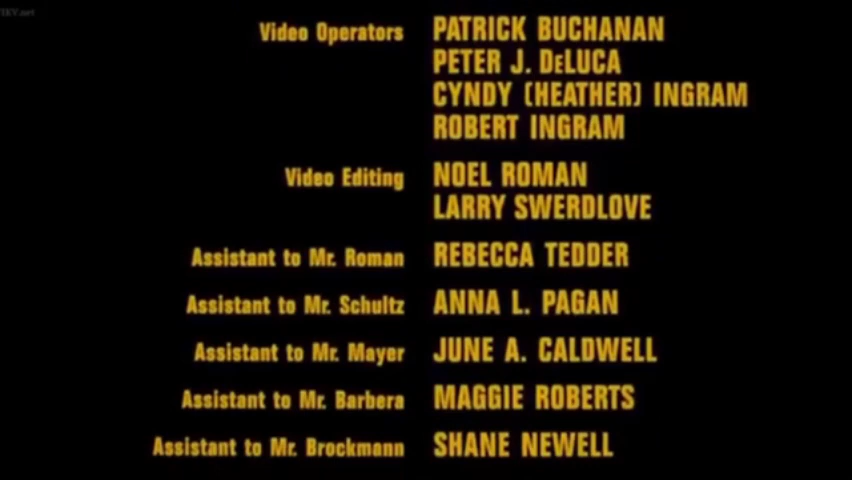 Video Operators PATRICK BUCHANAN
PETER J. DeLUCA
CYNDY (HEATHER) INGRAM
ROBERT INGRAM
Video Editing NOEL ROMAN
LARRY SWERDLOVE
Assistant to Mr. Roman REBECCA TEDDER
Assistant to Mr. Schultz ANNA L. PAGAN
Assistant to Mr. Mayer JUNE A. CALDWELL
Assistant to Mr. Barbera MAGGIE ROBERTS
Assistant to Mr. Brockmann SHANE NEWELL